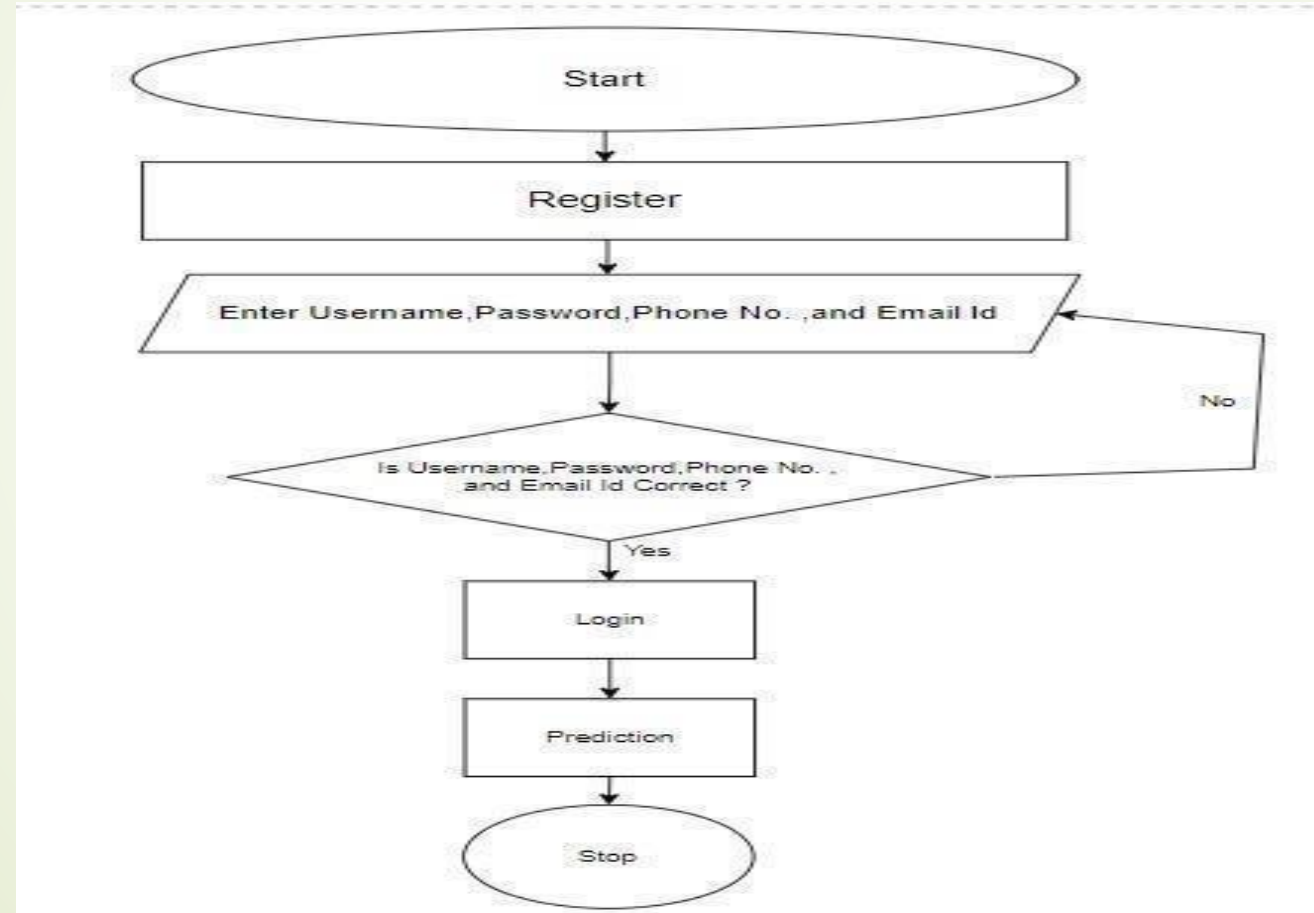 Start
Register
Enter Username,Password,Phone No. ,and Email Id
No
Is Username,Password,Phone No. ,
and Email Id Correct ?
Yes
Login
Prediction
Stop